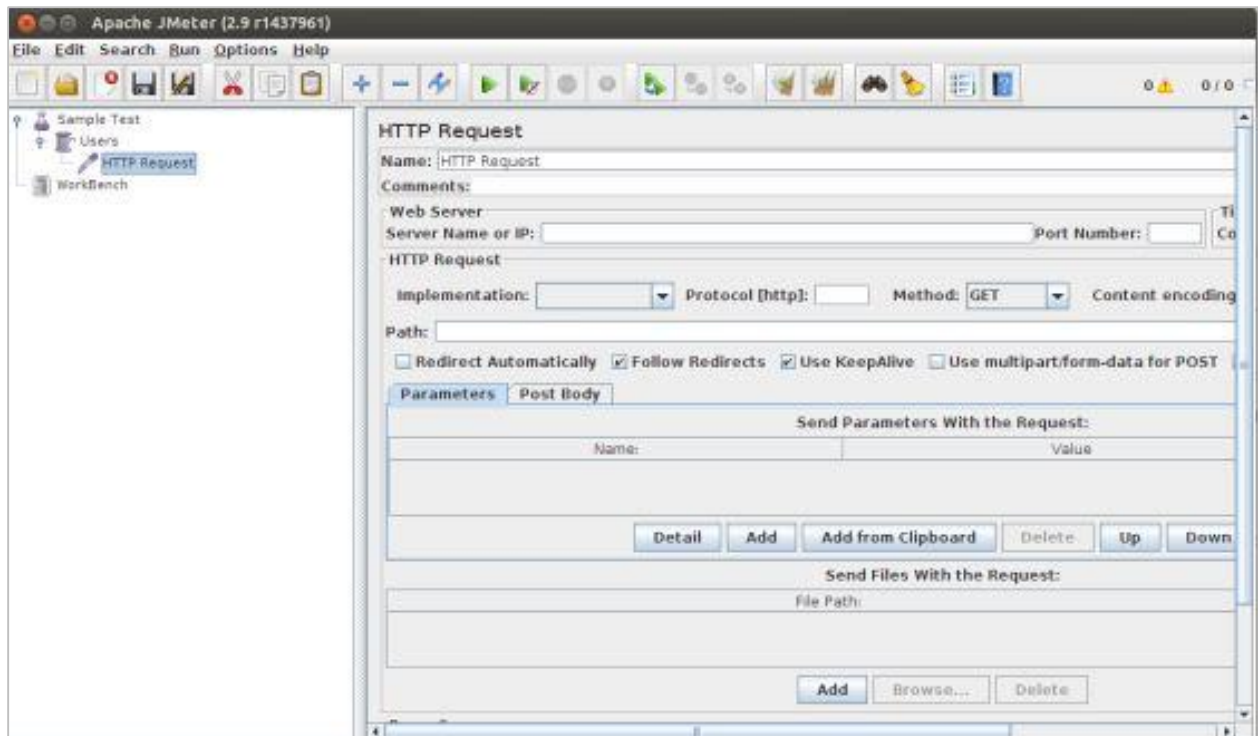 Apache JMeter (2.9 r1437961)
File Edit Search Run Options Help
0 0 / 0
Sample Test
Users
HTTP Request
WorkBench
HTTP Request
Name: HTTP Request
Comments:
Web Server
Ti
Server Name or IP: Port Number: Co
HTTP Request
Implementation: Protocol [http]: Method: GET Content encoding
Path:
Redirect Automatically Follow Redirects Use KeepAlive Use multipart/form-data for POST
Parameters Post Body
Send Parameters With the Request:
Name: Value
Detail Add Add from Clipboard Delete Up Down
Send Files With the Request:
File Path:
Add Browse... Delete